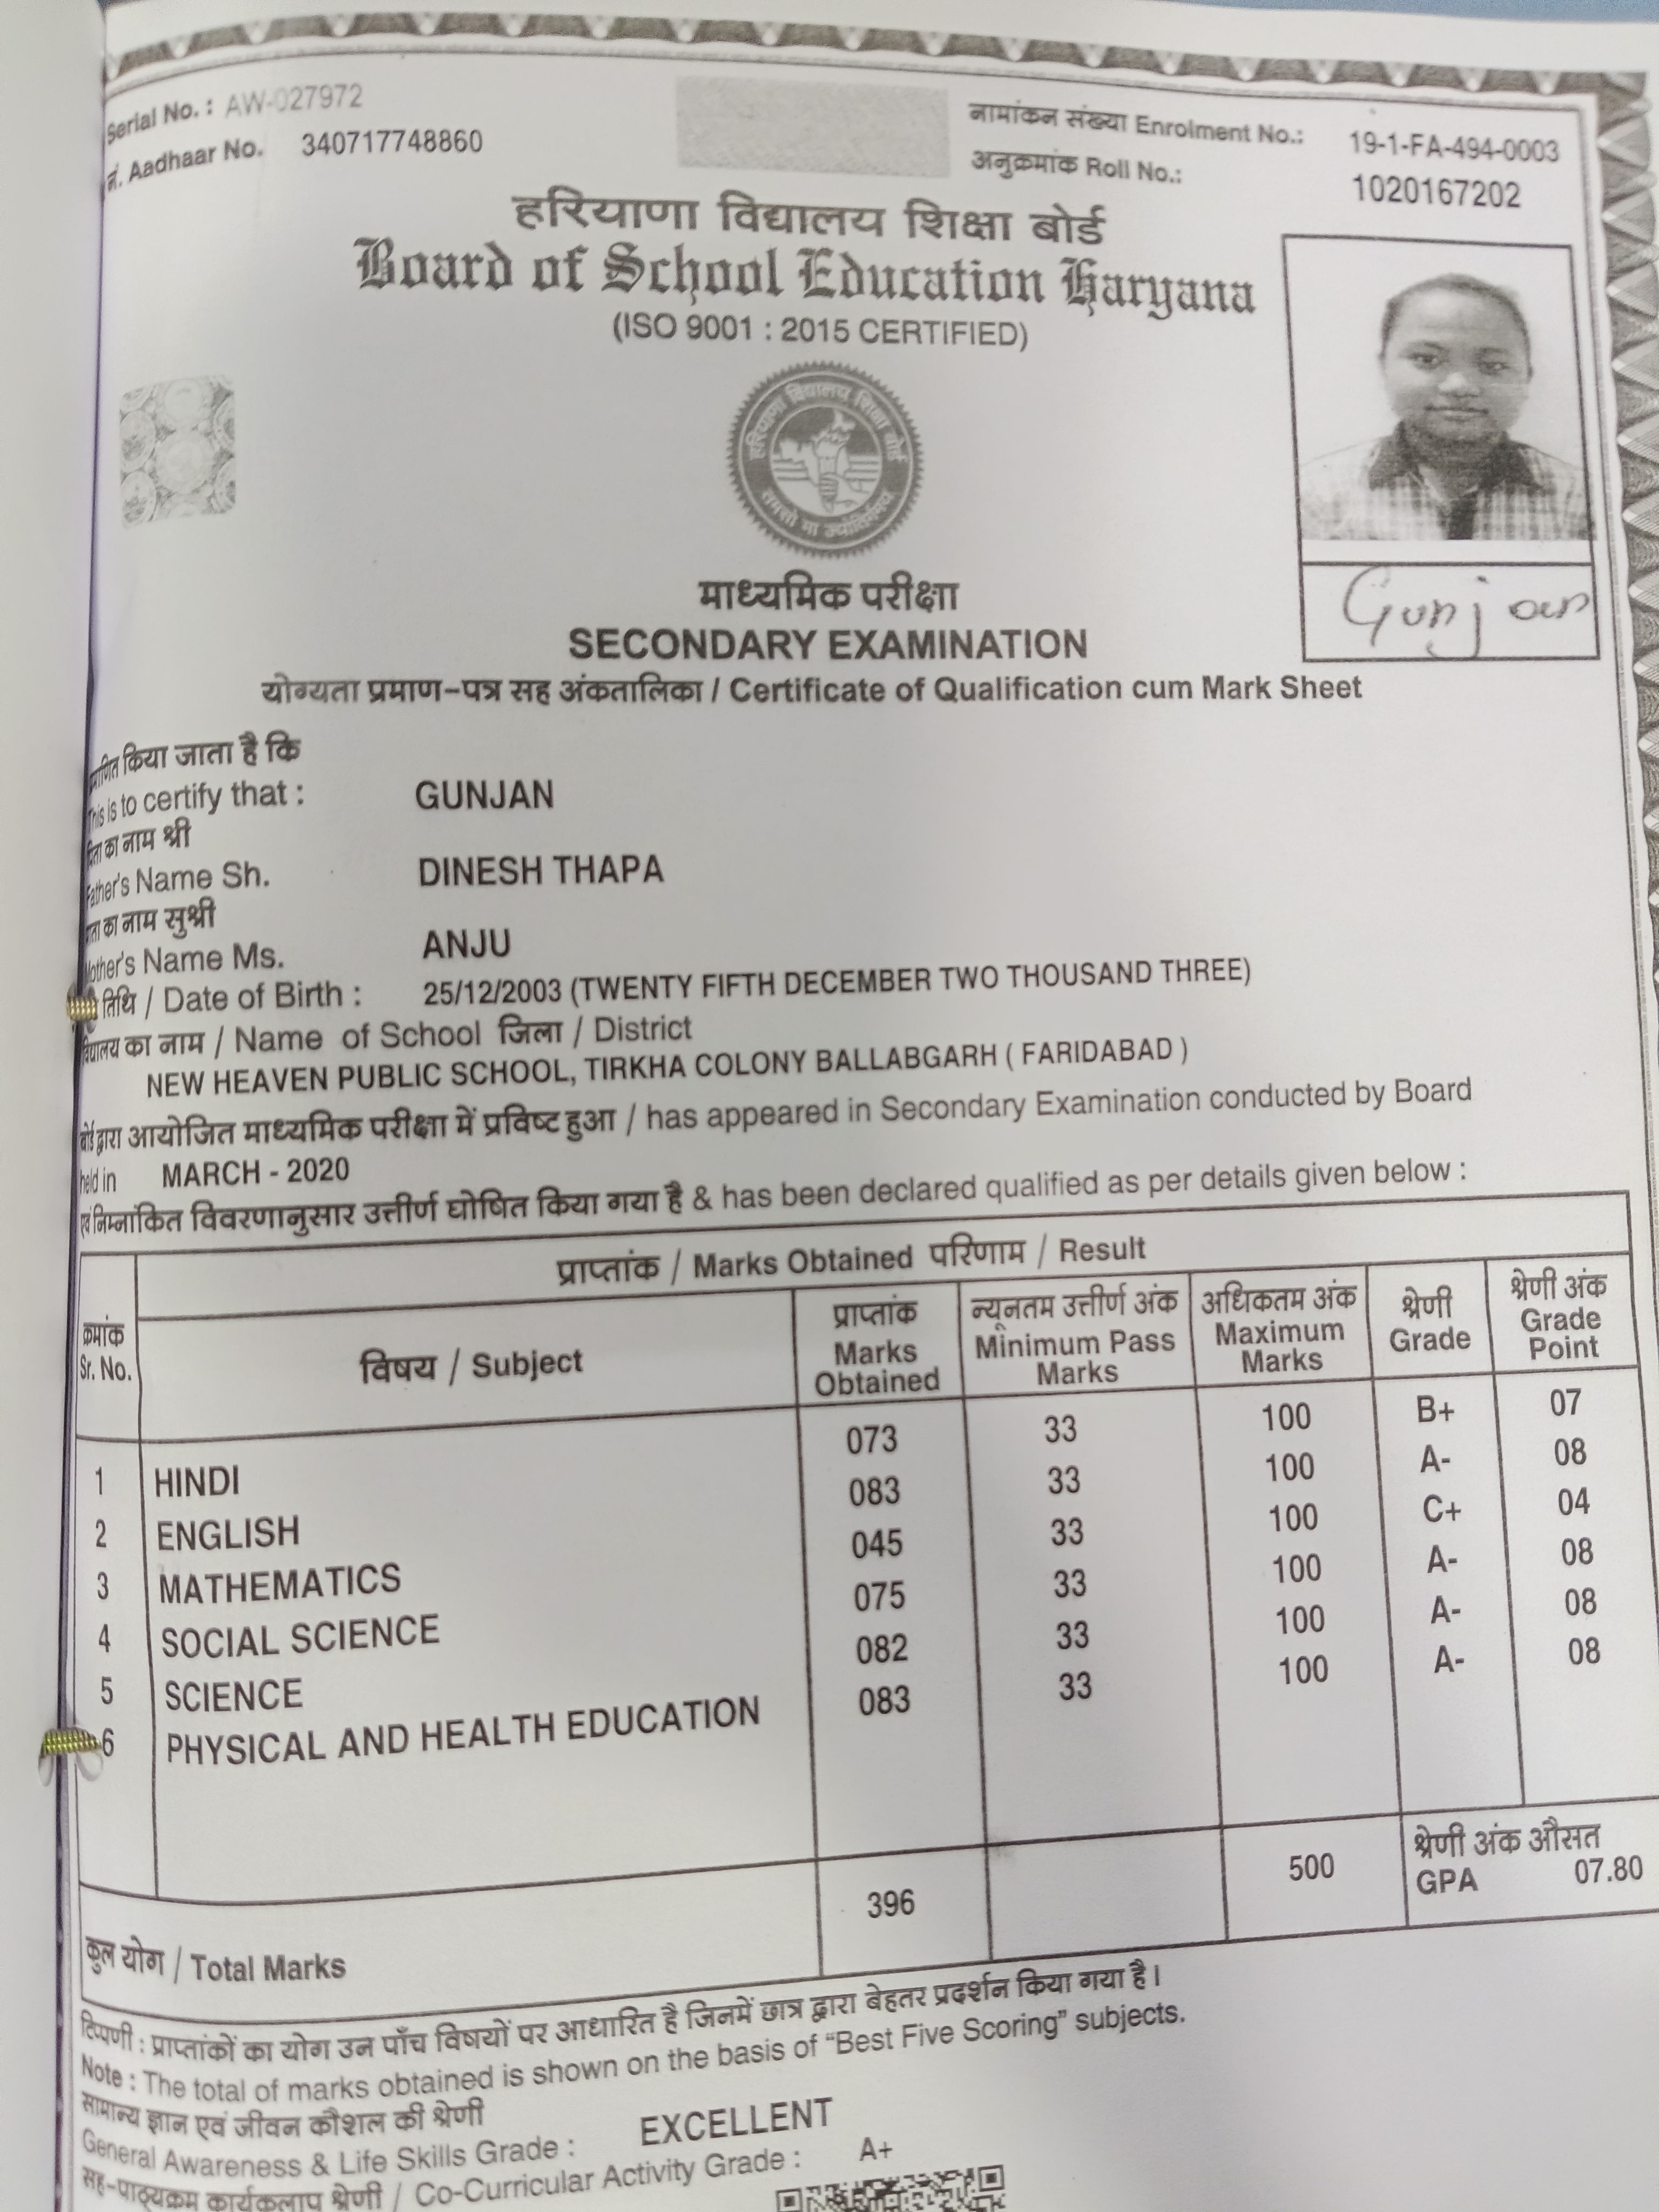 Serial No. : AW-027972
नं. Aadhaar No. 340717748860
नामांकन संख्या Enrolment No.: 19-1-FA-494-0003
अनुक्रमांक Roll No.: 1020167202
हरियाणा विद्यालय शिक्षा बोर्ड
Board of School Education Haryana
(ISO 9001 : 2015 CERTIFIED)
हरियाणा विद्यालय शिक्षा बोर्ड
तमसो मा ज्योतिर्गमय
Gunjan
माध्यमिक परीक्षा
SECONDARY EXAMINATION
योग्यता प्रमाण-पत्र सह अंकतालिका / Certificate of Qualification cum Mark Sheet
किया जाता है कि
This is to certify that : GUNJAN
का नाम श्री
Father's Name Sh. DINESH THAPA
का नाम सुश्री
Mother's Name Ms. ANJU
तिथि / Date of Birth : 25/12/2003 (TWENTY FIFTH DECEMBER TWO THOUSAND THREE)
विद्यालय का नाम / Name of School जिला / District
NEW HEAVEN PUBLIC SCHOOL, TIRKHA COLONY BALLABGARH ( FARIDABAD )
बोर्ड द्वारा आयोजित माध्यमिक परीक्षा में प्रविष्ट हुआ / has appeared in Secondary Examination conducted by Board
held in MARCH - 2020
एवं निम्नांकित विवरणानुसार उत्तीर्ण घोषित किया गया है & has been declared qualified as per details given below :
प्राप्तांक / Marks Obtained परिणाम / Result
क्रमांक Sr. No. विषय / Subject प्राप्तांक Marks Obtained न्यूनतम उत्तीर्ण अंक Minimum Pass Marks अधिकतम अंक Maximum Marks श्रेणी Grade श्रेणी अंक Grade Point
1 HINDI 073 33 100 B+ 07
2 ENGLISH 083 33 100 A- 08
3 MATHEMATICS 045 33 100 C+ 04
4 SOCIAL SCIENCE 075 33 100 A- 08
5 SCIENCE 082 33 100 A- 08
6 PHYSICAL AND HEALTH EDUCATION 083 33 100 A- 08
कुल योग / Total Marks 396 500 श्रेणी अंक औसत GPA 07.80
टिप्पणी : प्राप्तांकों का योग उन पाँच विषयों पर आधारित है जिनमें छात्र द्वारा बेहतर प्रदर्शन किया गया है।
Note : The total of marks obtained is shown on the basis of “Best Five Scoring” subjects.
सामान्य ज्ञान एवं जीवन कौशल की श्रेणी
General Awareness & Life Skills Grade : EXCELLENT
सह-पाठ्यक्रम कार्यकलाप श्रेणी / Co-Curricular Activity Grade : A+